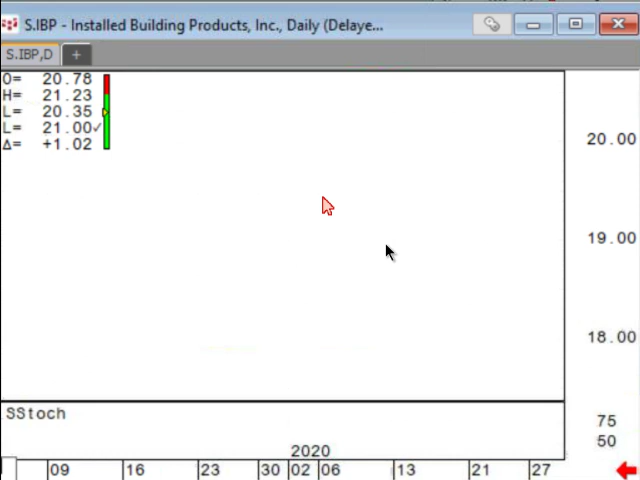 S.IBP - Installed Building Products, Inc., Daily (Delaye...
S.IBP,D +
O= 20.78
H= 21.23
L= 20.35
L= 21.00✓
Δ= +1.02
20.00
19.00
18.00
SStoch
75
50
2020
09 16 23 30 02 06 13 21 27